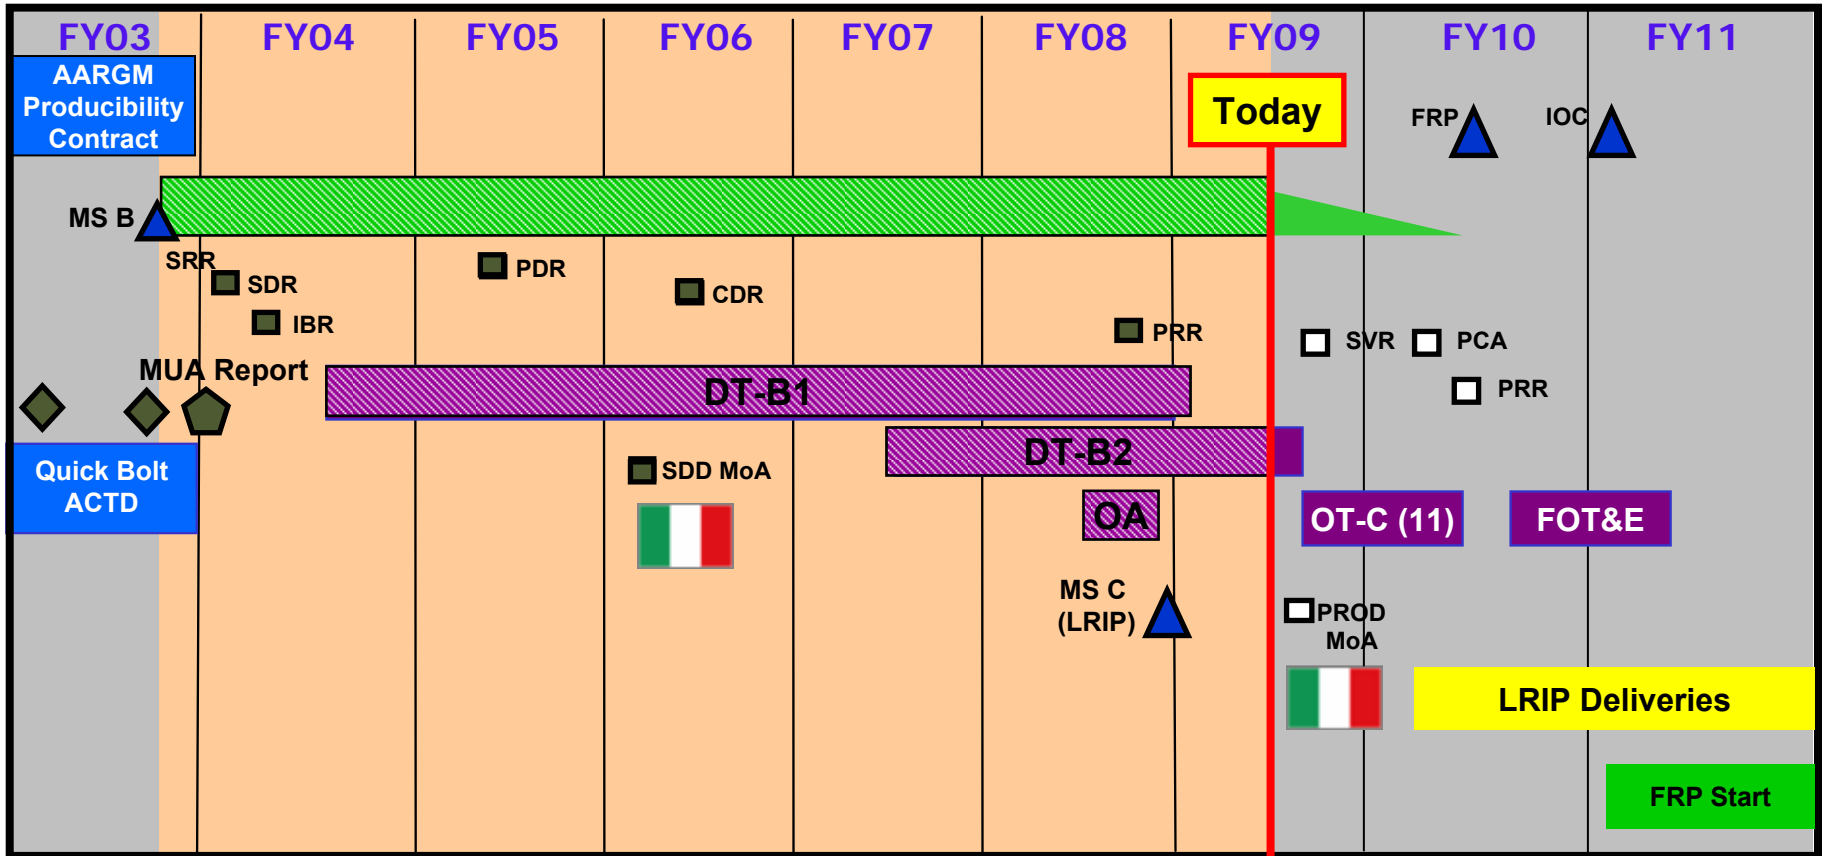 FY03 FY04 FY05 FY06 FY07 FY08 FY09 FY10 FY11
AARGM
Producibility
Contract
Today
FRP
IOC
MS B
SRR
SDR
IBR
PDR
CDR
PRR
SVR
PCA
PRR
MUA Report
DT-B1
DT-B2
Quick Bolt
ACTD
SDD MoA
OA
OT-C (11)
FOT&E
MS C
(LRIP)
PROD
MoA
LRIP Deliveries
FRP Start